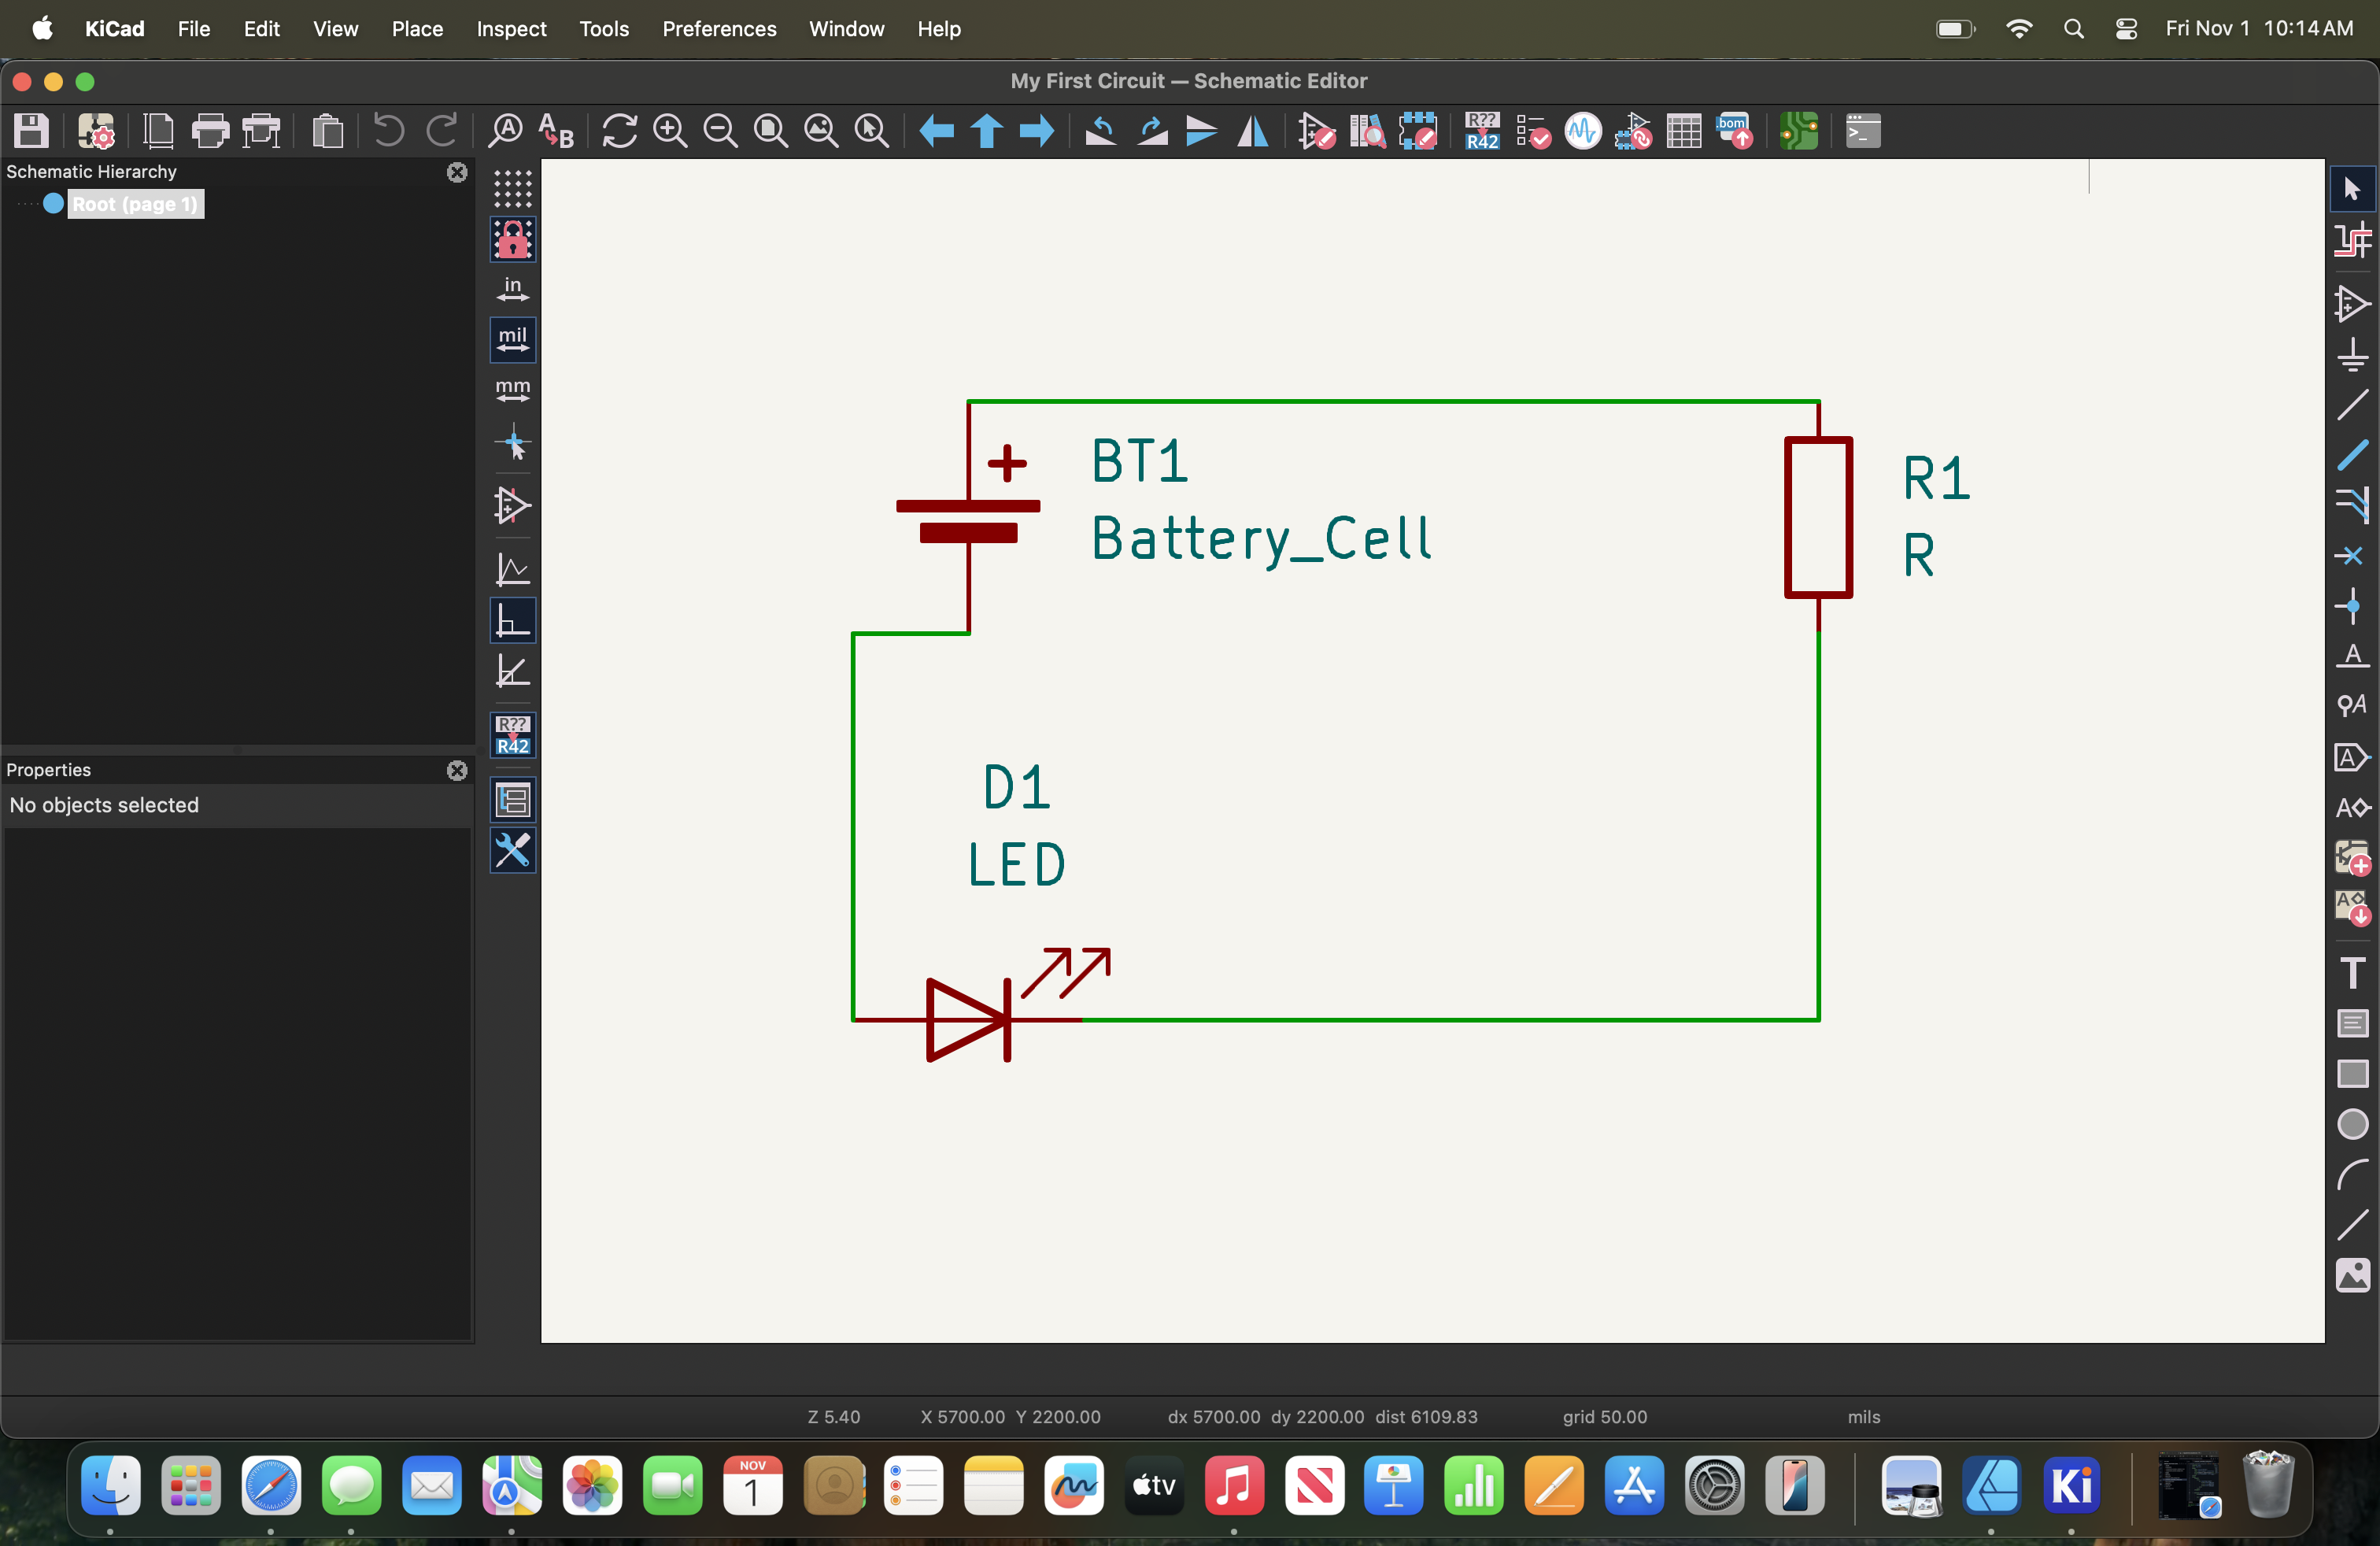 KiCad File Edit View Place Inspect Tools Preferences Window Help Fri Nov 1 10:14 AM
My First Circuit — Schematic Editor
A
A B
R??
R42
.bom
>_
Schematic Hierarchy
Root (page 1)
in
mil
mm
R??
R42
Properties
No objects selected
+
BT1
Battery_Cell
R1
R
D1
LED
A
A
A
A
A
T
Z 5.40 X 5700.00 Y 2200.00 dx 5700.00 dy 2200.00 dist 6109.83 grid 50.00 mils
NOV
1
tv
Ki